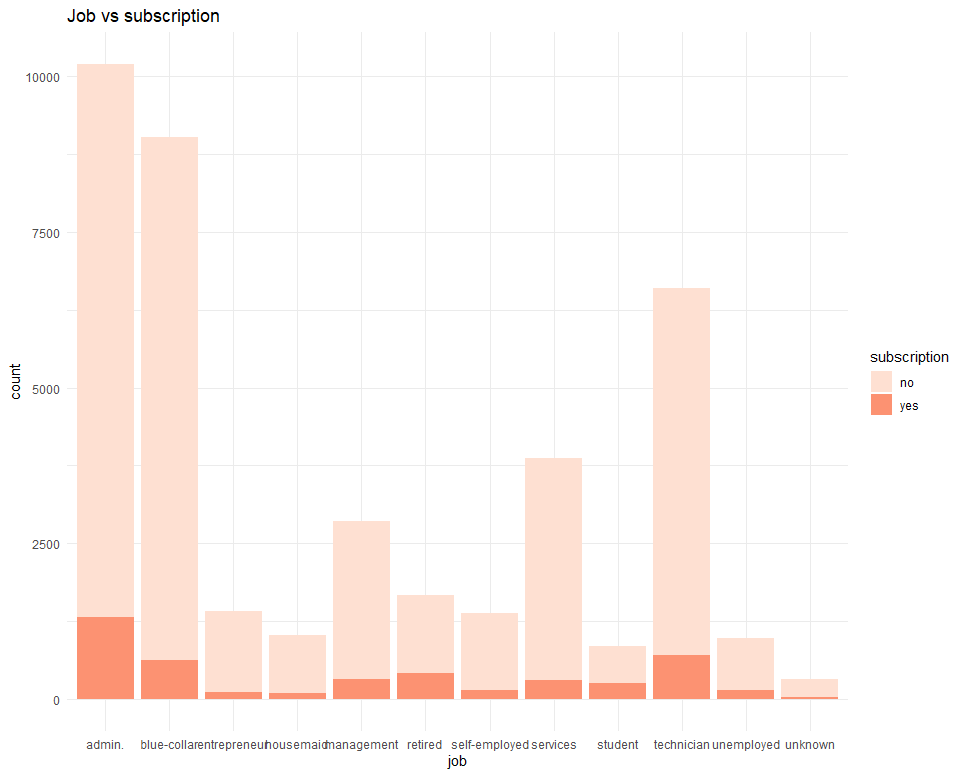 Job vs subscription
10000
7500
5000
2500
0
count
admin. blue-collar entrepreneur housemaid management retired self-employed services student technician unemployed unknown
job
subscription
no
yes